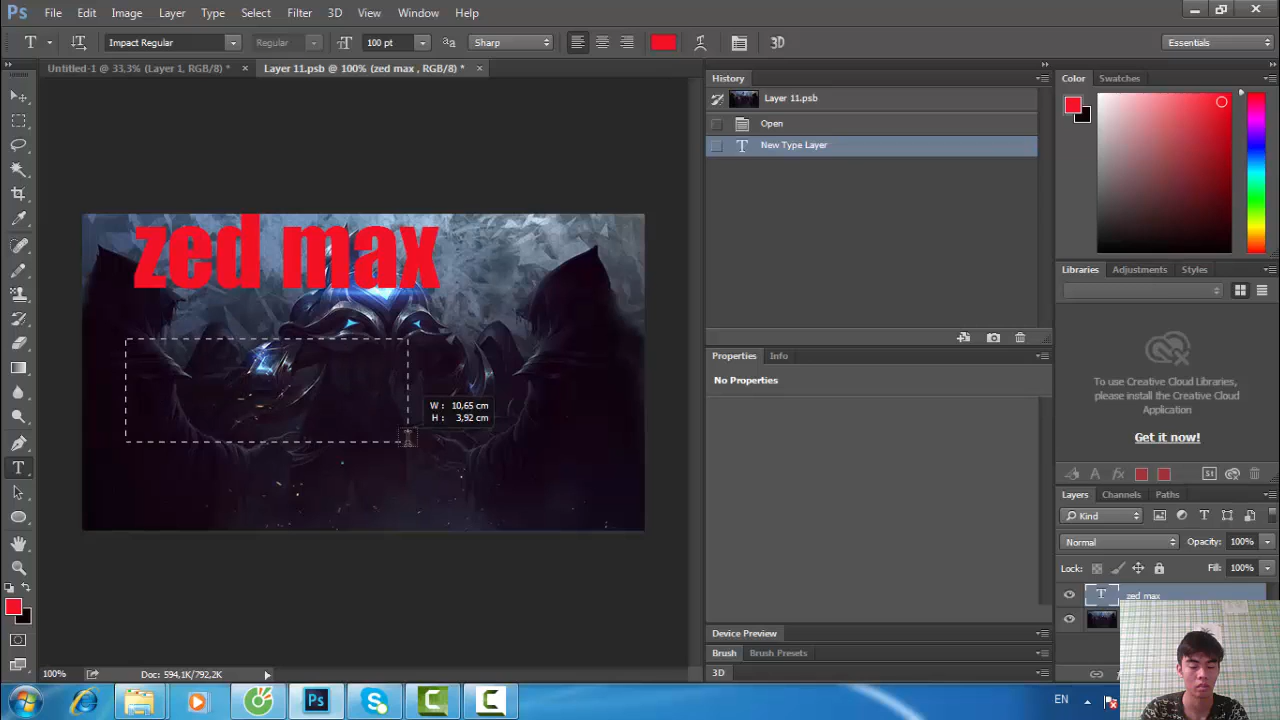 Ps File Edit Image Layer Type Select Filter 3D View Window Help
T Impact Regular Regular 100 pt Sharp 3D Essentials
Untitled-1 @ 33,3% (Layer 1, RGB/8) * Layer 11.psb @ 100% (zed max , RGB/8) *
History
Layer 11.psb
Open
New Type Layer
Color Swatches
zed max
W : 10,65 cm
H : 3,92 cm
Properties Info
No Properties
Libraries Adjustments Styles
To use Creative Cloud Libraries,
please install the Creative Cloud
Application
Get it now!
Layers Channels Paths
Kind
Normal Opacity: 100%
Lock: Fill: 100%
zed max
Device Preview
Brush Brush Presets
3D
100% Doc: 594,1K/792,2K
Ps EN